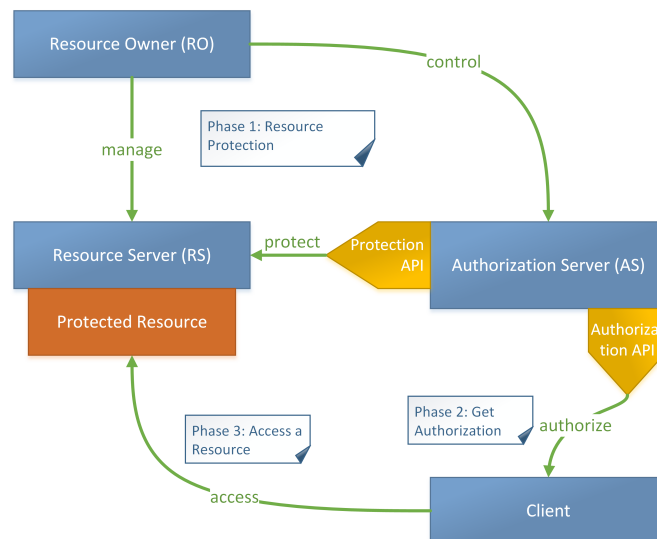 Resource Owner (RO)
control
Phase 1: Resource
Protection
manage
Resource Server (RS)
protect
Protection
API
Authorization Server (AS)
Protected Resource
Authoriza
tion API
Phase 2: Get
Authorization
Phase 3: Access a
Resource
authorize
access
Client